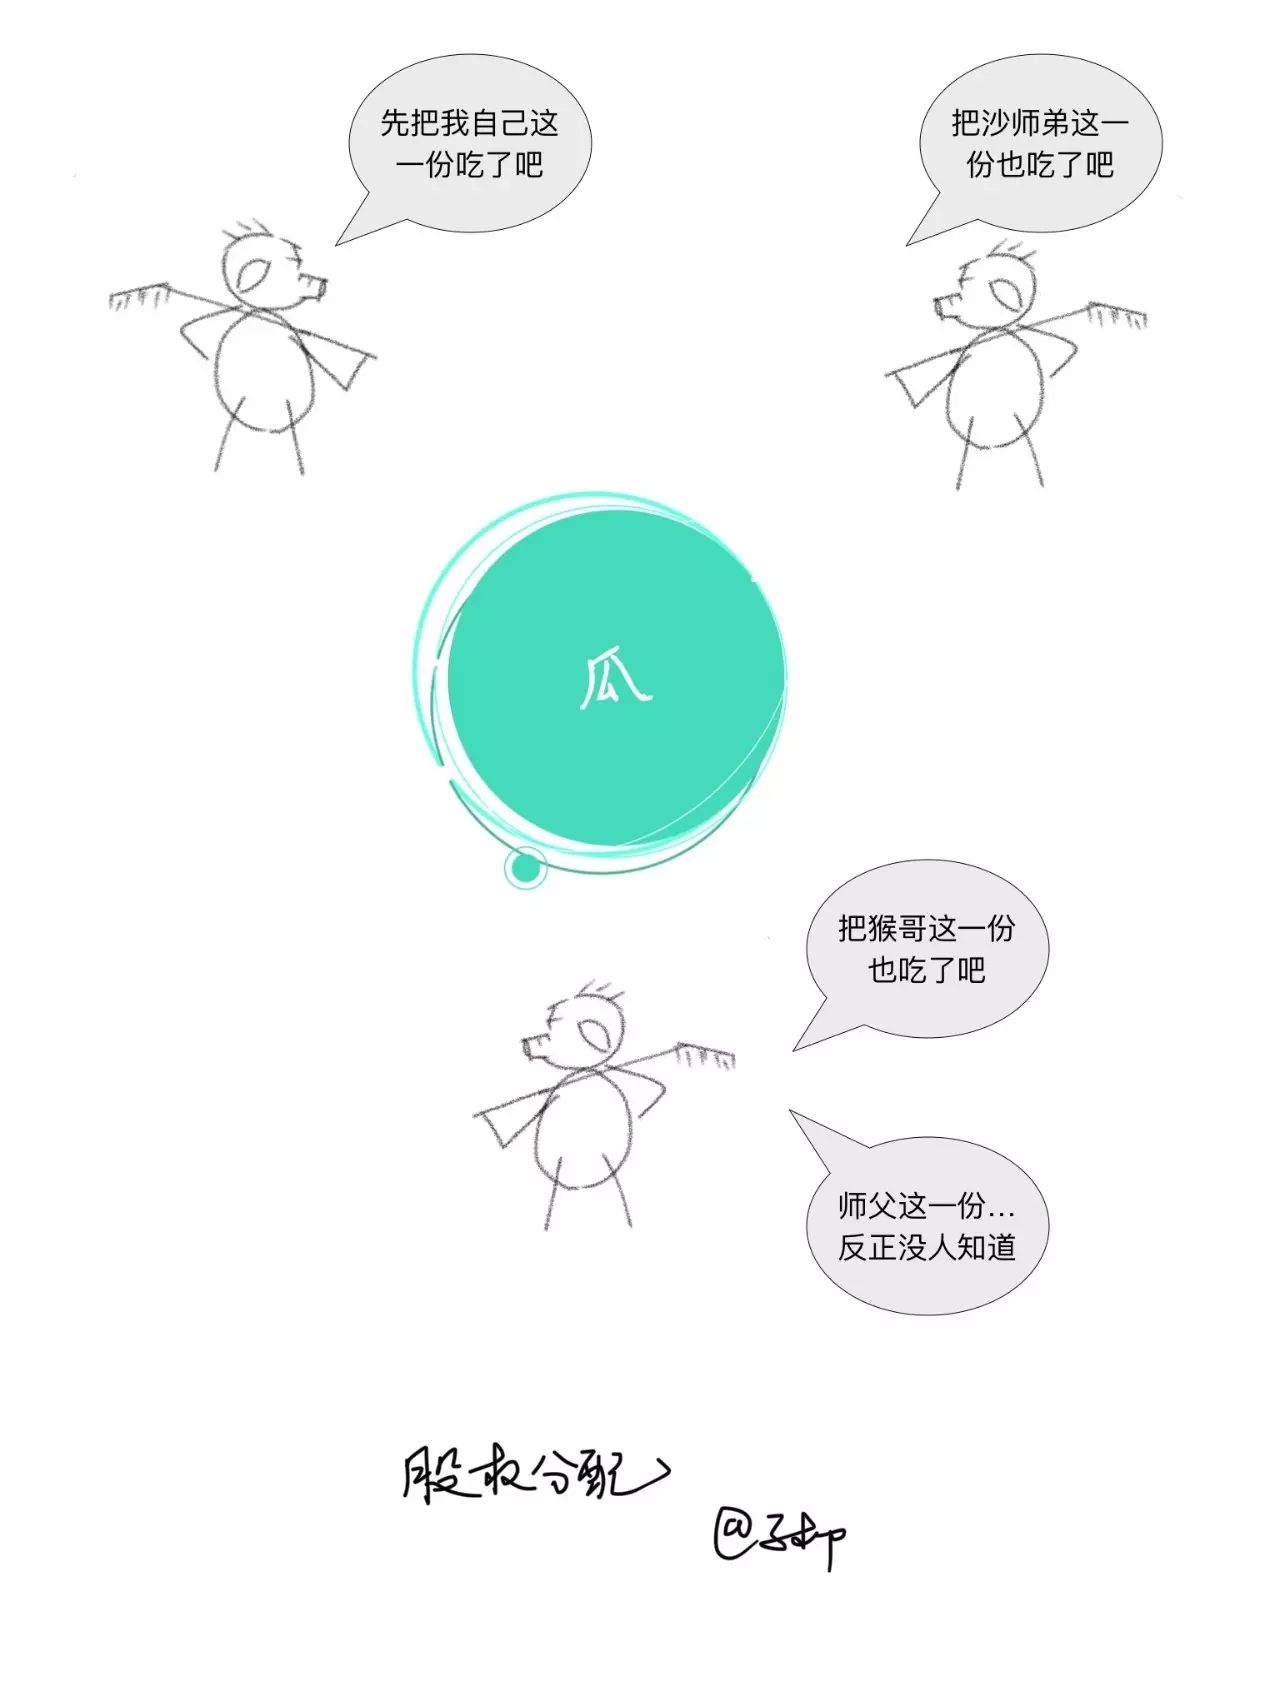 先把我自己这
一份吃了吧
把沙师弟这一
份也吃了吧
瓜
把猴哥这一份
也吃了吧
师父这一份...
反正没人知道
股权分配
@子柳